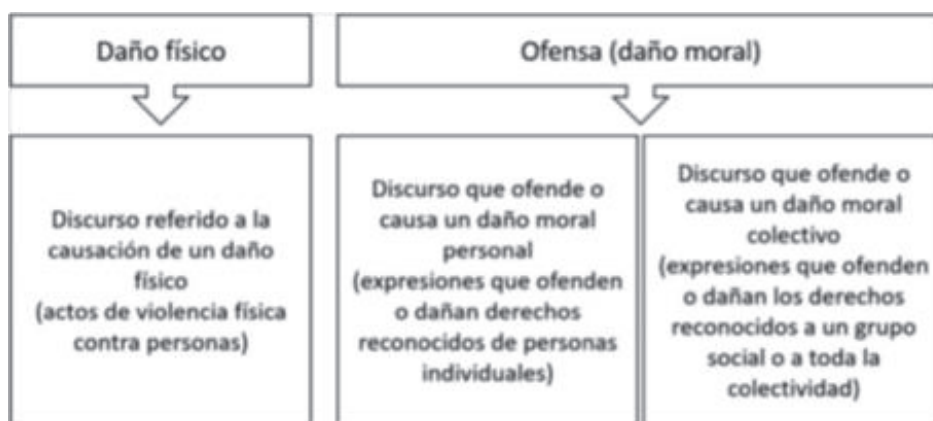 Daño físico
Ofensa (daño moral)
Discurso referido a la
causación de un daño
físico
(actos de violencia física
contra personas)
Discurso que ofende o
causa un daño moral
personal
(expresiones que ofenden
o dañan derechos
reconocidos de personas
individuales)
Discurso que ofende o
causa un daño moral
colectivo
(expresiones que ofenden
o dañan los derechos
reconocidos a un grupo
social o a toda la
colectividad)